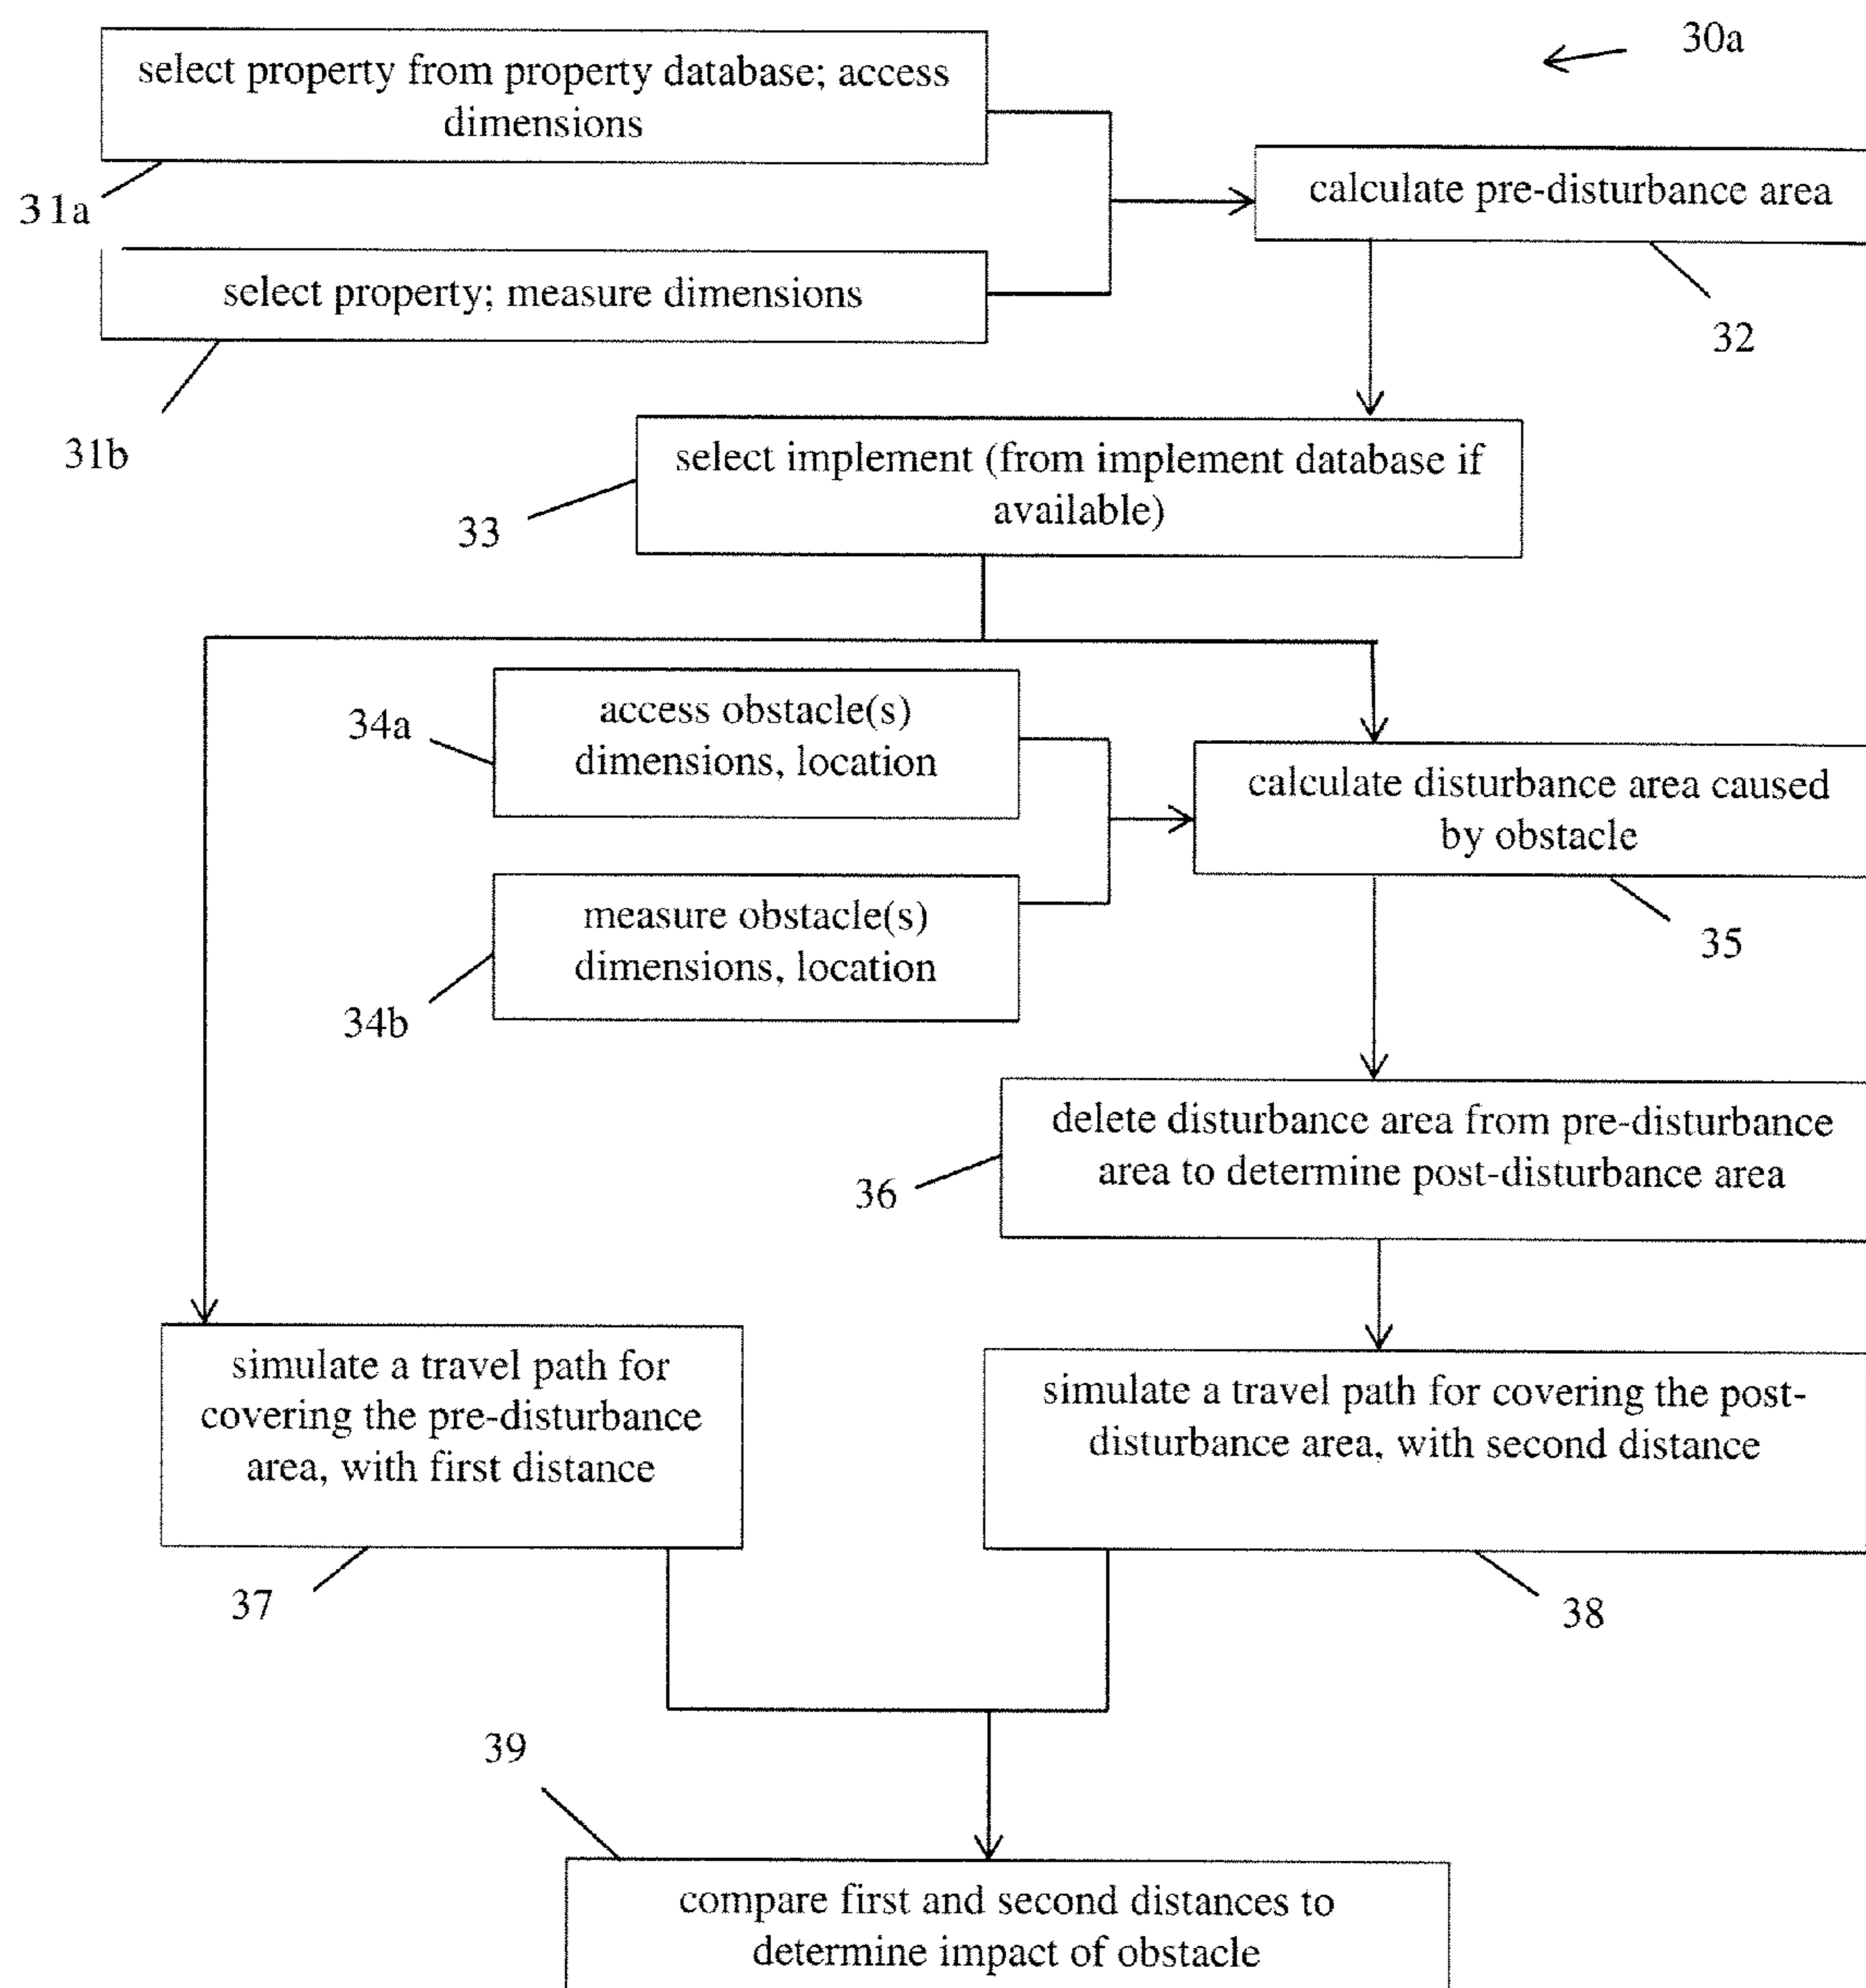 30a
select property from property database; access
dimensions
31a
calculate pre-disturbance area
32
select property; measure dimensions
31b
select implement (from implement database if
available)
33
34a
access obstacle(s)
dimensions, location
calculate disturbance area caused
by obstacle
35
measure obstacle(s)
dimensions, location
34b
delete disturbance area from pre-disturbance
area to determine post-disturbance area
36
simulate a travel path for
covering the pre-disturbance
area, with first distance
37
simulate a travel path for covering the post-
disturbance area, with second distance
38
39
compare first and second distances to
determine impact of obstacle